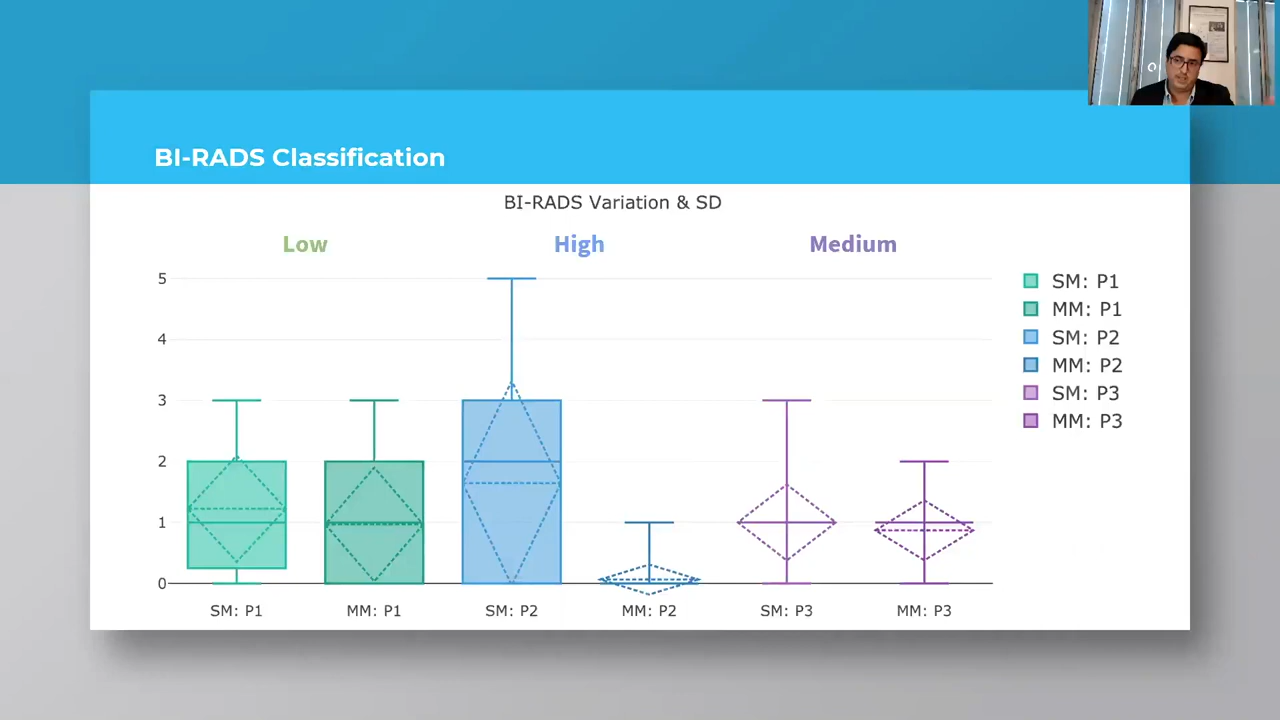 BI-RADS Classification
BI-RADS Variation & SD
Low High Medium
5
4
3
2
1
0
SM: P1 MM: P1 SM: P2 MM: P2 SM: P3 MM: P3
SM: P1
MM: P1
SM: P2
MM: P2
SM: P3
MM: P3